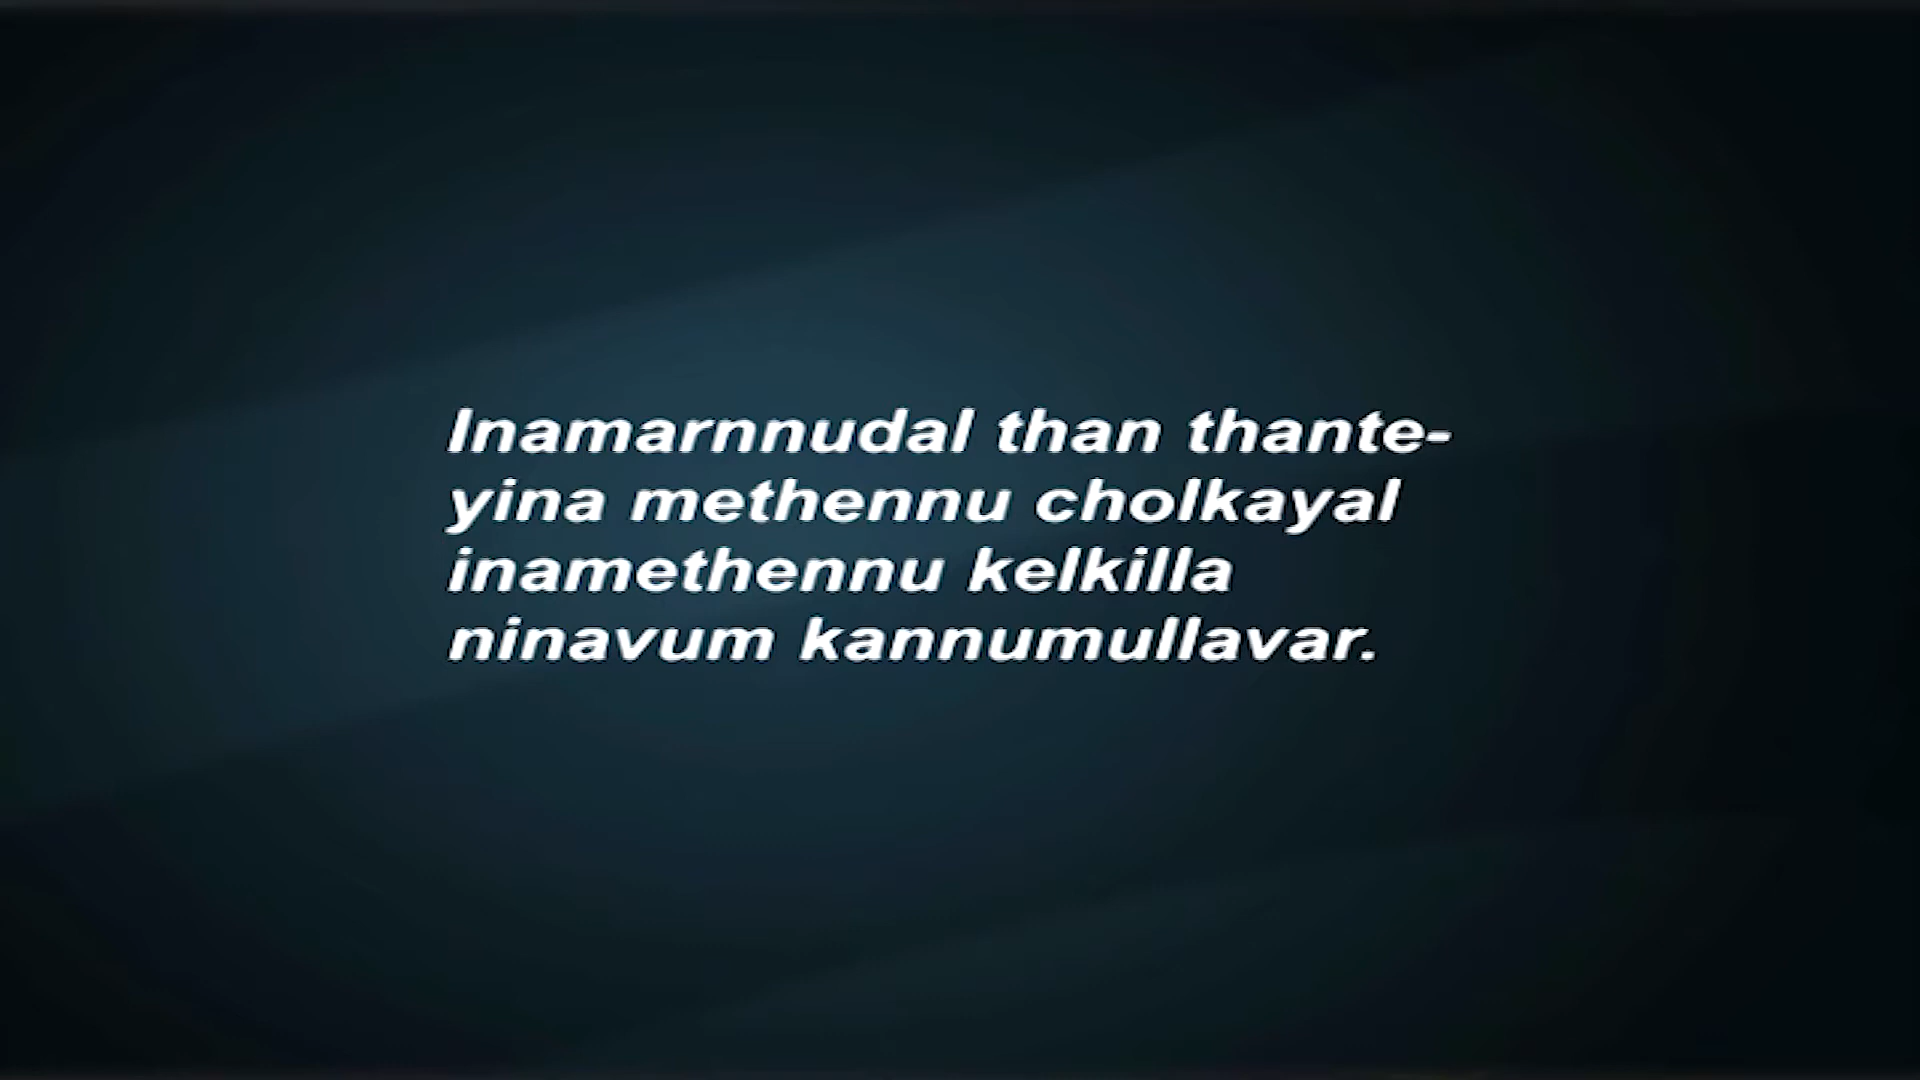 Inamarnnudal than thante-
yina methennu cholkayal
inamethennu kelkilla
ninavum kannumullavar.